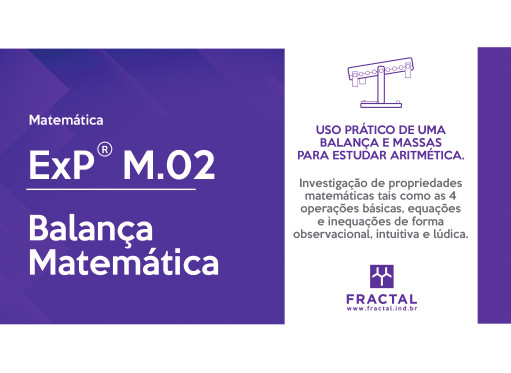 Matemática
ExP® M.02
Balança
Matemática
USO PRÁTICO DE UMA
BALANÇA E MASSAS
PARA ESTUDAR ARITMÉTICA.
Investigação de propriedades
matemáticas tais como as 4
operações básicas, equações
e inequações de forma
observacional, intuitiva e lúdica.
FRACTAL
www.fractal.ind.br